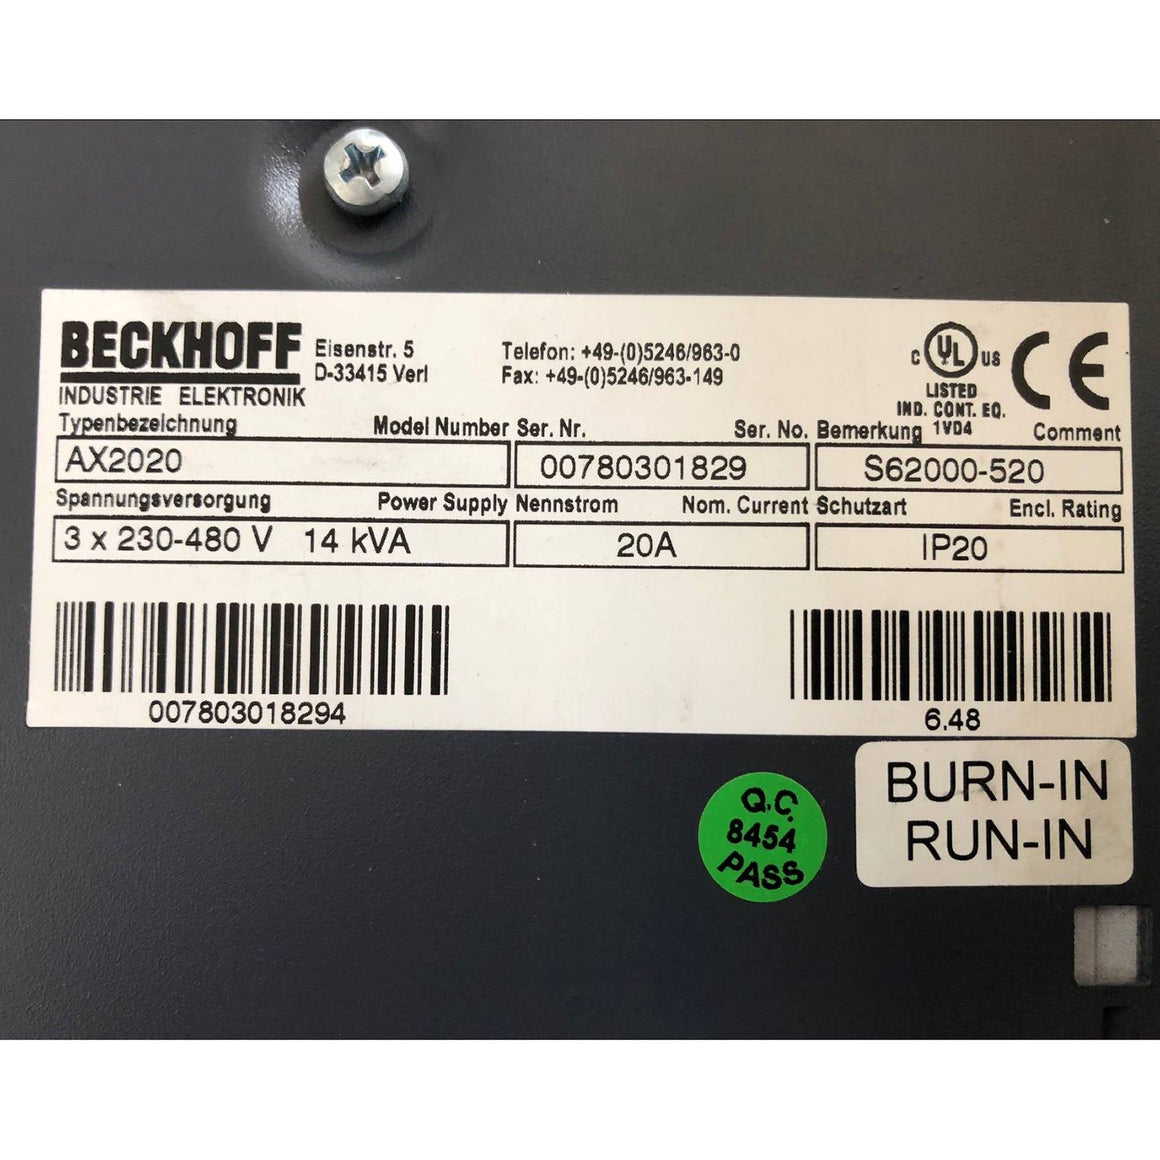 BECKHOFF
INDUSTRIE ELEKTRONIK
Eisenstr. 5
D-33415 Verl
Telefon: +49-(0)5246/963-0
Fax: +49-(0)5246/963-149
C UL US
LISTED
IND. CONT. EQ.
1VD4
CE
Typenbezeichnung Model Number Ser. Nr. Ser. No. Bemerkung Comment
AX2020 00780301829 S62000-520
Spannungsversorgung Power Supply Nennstrom Nom. Current Schutzart Encl. Rating
3 x 230-480 V 14 kVA 20A IP20
007803018294 6.48
BURN-IN
RUN-IN
Q.C.
8454
PASS